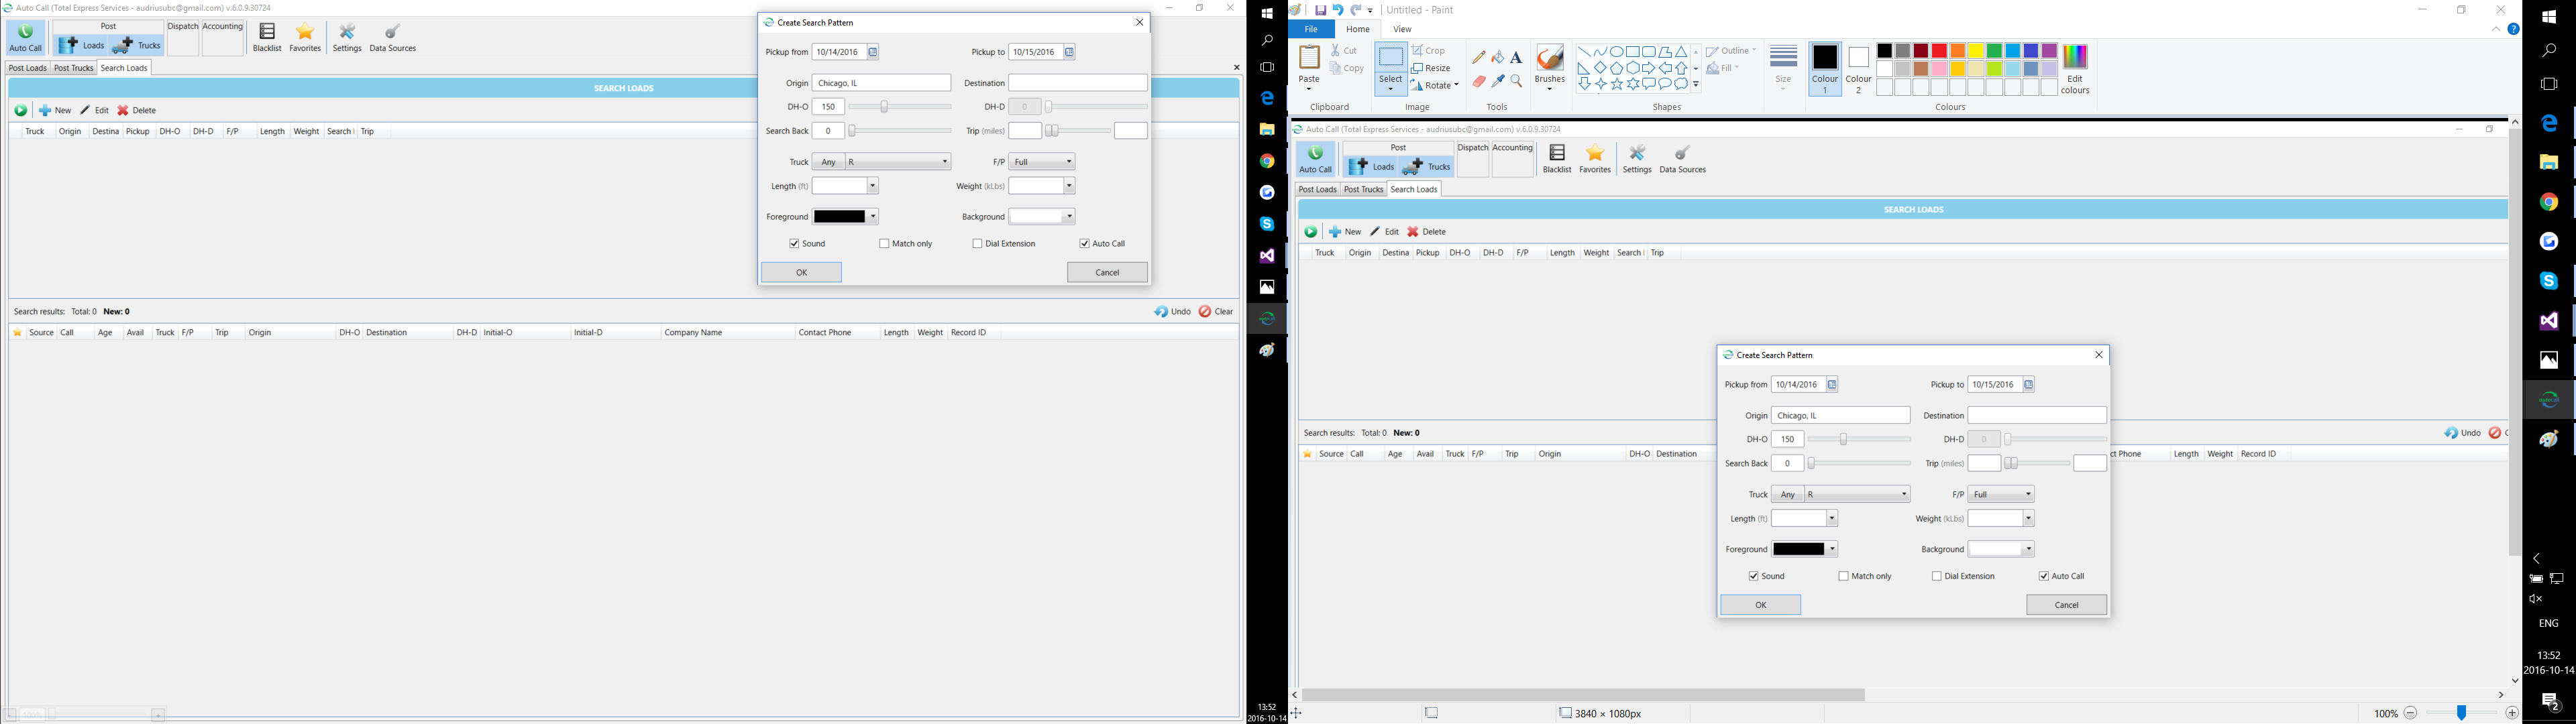 Auto Call (Total Express Services - audriusubc@gmail.com) v.6.0.9.30724
Auto Call
Post
Loads
Trucks
Dispatch
Accounting
Blacklist
Favorites
Settings
Data Sources
Post Loads
Post Trucks
Search Loads
SEARCH LOADS
New
Edit
Delete
Truck Origin Destina Pickup DH-O DH-D F/P Length Weight Search Trip
Search results: Total: 0 New: 0
Undo
Clear
Source Call Age Avail Truck F/P Trip Origin DH-O Destination DH-D Initial-O Initial-D Company Name Contact Phone Length Weight Record ID
100%
Create Search Pattern
Pickup from 10/14/2016
Pickup to 10/15/2016
Origin Chicago, IL
Destination
DH-O 150
DH-D 0
Search Back 0
Trip (miles)
Truck Any R
F/P Full
Length (ft)
Weight (kLbs)
Foreground
Background
Sound
Match only
Dial Extension
Auto Call
OK
Cancel
13:52
2016-10-14
Untitled - Paint
File
Home
View
Paste
Cut
Copy
Clipboard
Select
Crop
Resize
Rotate
Image
Tools
Brushes
Outline
Fill
Shapes
Size
Colour 1
Colour 2
Edit colours
Colours
Auto Call (Total Express Services - audriusubc@gmail.com) v.6.0.9.30724
Auto Call
Post
Loads
Trucks
Dispatch
Accounting
Blacklist
Favorites
Settings
Data Sources
Post Loads
Post Trucks
Search Loads
SEARCH LOADS
New
Edit
Delete
Truck Origin Destina Pickup DH-O DH-D F/P Length Weight Search Trip
Search results: Total: 0 New: 0
Undo
Source Call Age Avail Truck F/P Trip Origin DH-O Destination
ct Phone Length Weight Record ID
Create Search Pattern
Pickup from 10/14/2016
Pickup to 10/15/2016
Origin Chicago, IL
Destination
DH-O 150
DH-D 0
Search Back 0
Trip (miles)
Truck Any R
F/P Full
Length (ft)
Weight (kLbs)
Foreground
Background
Sound
Match only
Dial Extension
Auto Call
OK
Cancel
3840 × 1080px
100%
ENG
13:52
2016-10-14
2